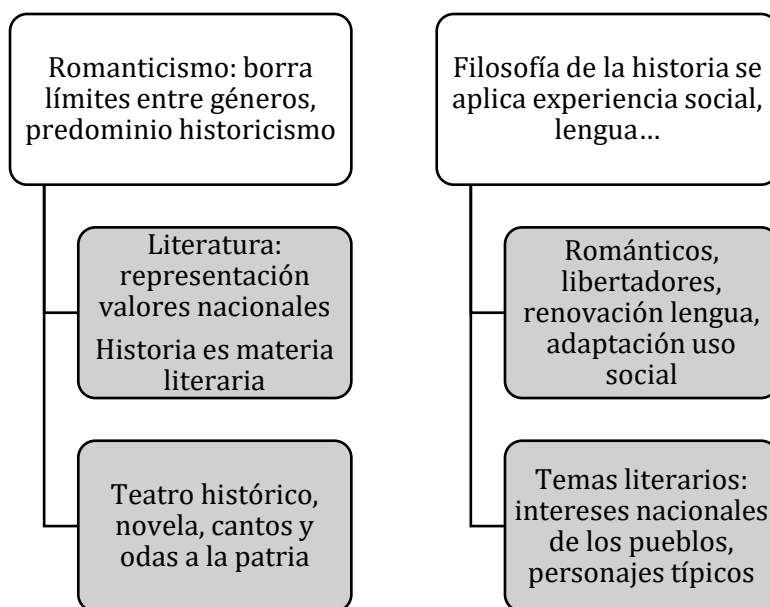 Romanticismo: borra
límites entre géneros,
predominio historicismo
Literatura:
representación
valores nacionales
Historia es materia
literaria
Teatro histórico,
novela, cantos y
odas a la patria
Filosofía de la historia se
aplica experiencia social,
lengua…
Románticos,
libertadores,
renovación lengua,
adaptación uso
social
Temas literarios:
intereses nacionales
de los pueblos,
personajes típicos